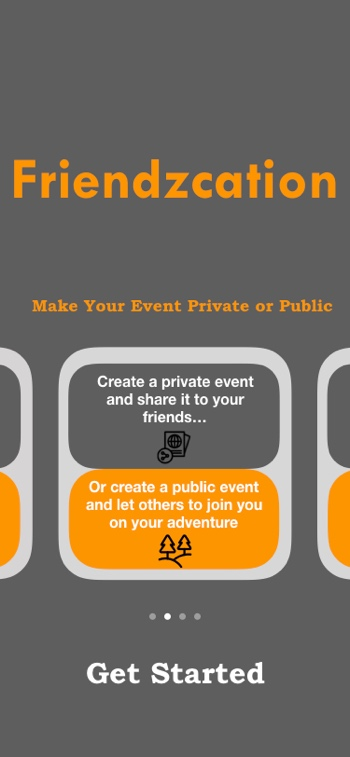 Friendzcation
Make Your Event Private or Public
Create a private event
and share it to your
friends...
Or create a public event
and let others to join you
on your adventure
Get Started